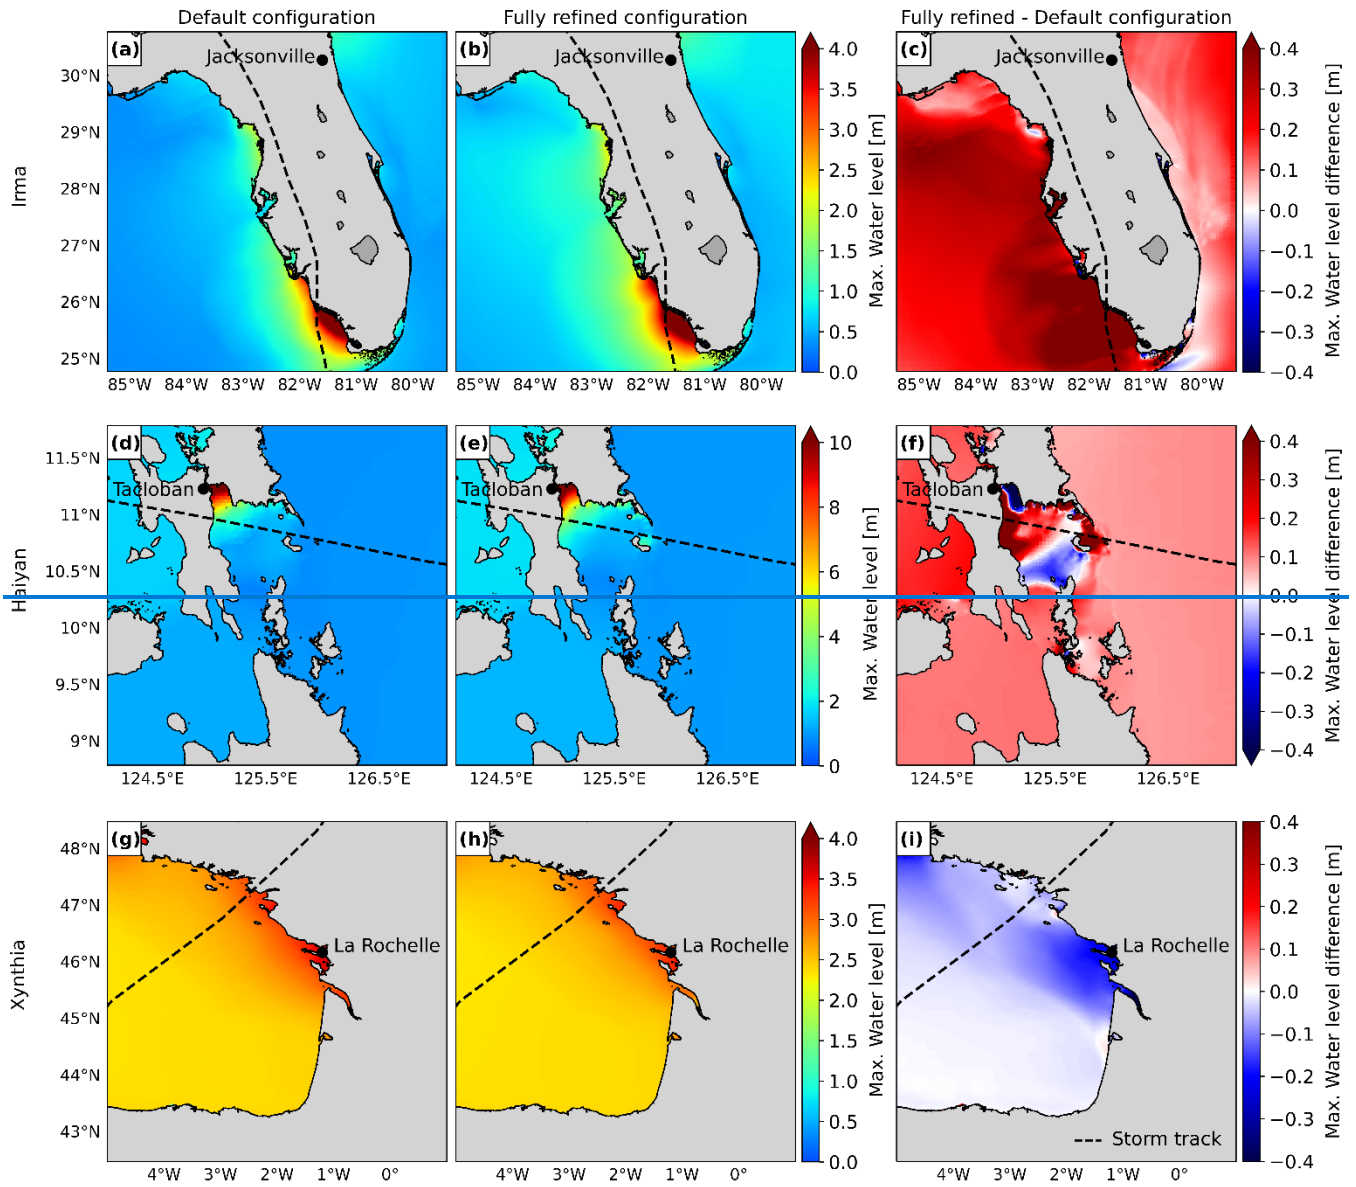 Default configuration
Fully refined configuration
Fully refined - Default configuration
Irma
(a)
Jacksonville
30°N
29°N
28°N
27°N
26°N
25°N
85°W 84°W 83°W 82°W 81°W 80°W
(b)
Jacksonville
85°W 84°W 83°W 82°W 81°W 80°W
4.0
3.5
3.0
2.5
2.0
1.5
1.0
0.5
0.0
Max. Water level [m]
(c)
Jacksonville
85°W 84°W 83°W 82°W 81°W 80°W
0.4
0.3
0.2
0.1
0.0
−0.1
−0.2
−0.3
−0.4
Max. Water level difference [m]
Haiyan
(d)
Tacloban
11.5°N
11°N
10.5°N
10°N
9.5°N
9°N
124.5°E 125.5°E 126.5°E
(e)
Tacloban
124.5°E 125.5°E 126.5°E
10
8
6
4
2
0
Max. Water level [m]
(f)
Tacloban
124.5°E 125.5°E 126.5°E
0.4
0.3
0.2
0.1
0.0
−0.1
−0.2
−0.3
−0.4
Max. Water level difference [m]
Xynthia
(g)
La Rochelle
48°N
47°N
46°N
45°N
44°N
43°N
4°W 3°W 2°W 1°W 0°
(h)
La Rochelle
4°W 3°W 2°W 1°W 0°
4.0
3.5
3.0
2.5
2.0
1.5
1.0
0.5
0.0
Max. Water level [m]
(i)
La Rochelle
Storm track
4°W 3°W 2°W 1°W 0°
0.4
0.3
0.2
0.1
0.0
−0.1
−0.2
−0.3
−0.4
Max. Water level difference [m]